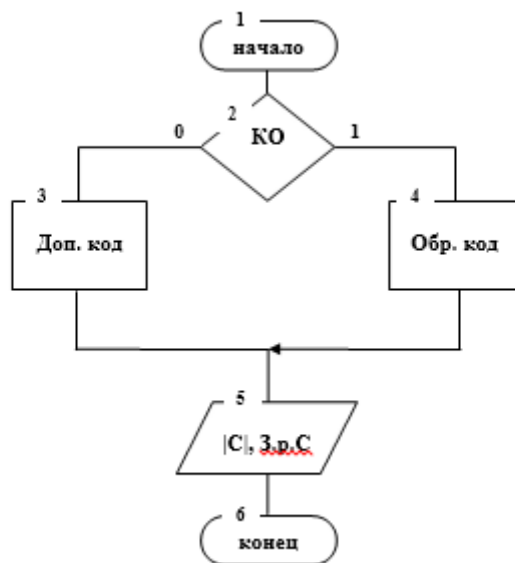 1
начало
2
КО
0
1
3
Доп. код
4
Обр. код
5
|С|, З.р.С
6
конец